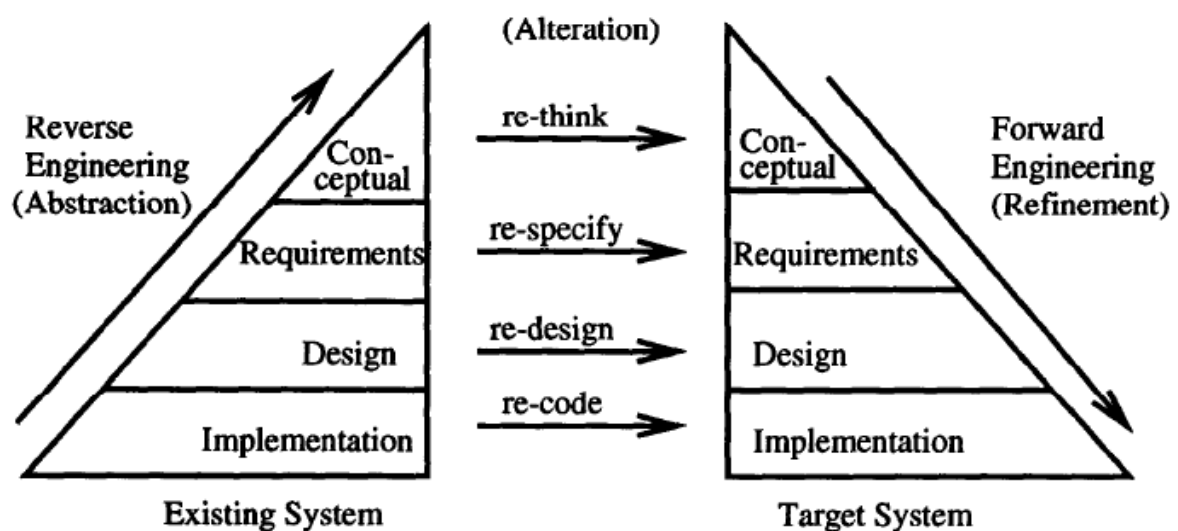 (Alteration)
Reverse
Engineering
(Abstraction)
Con-
ceptual
Requirements
Design
Implementation
Existing System
re-think
re-specify
re-design
re-code
Con-
ceptual
Requirements
Design
Implementation
Target System
Forward
Engineering
(Refinement)